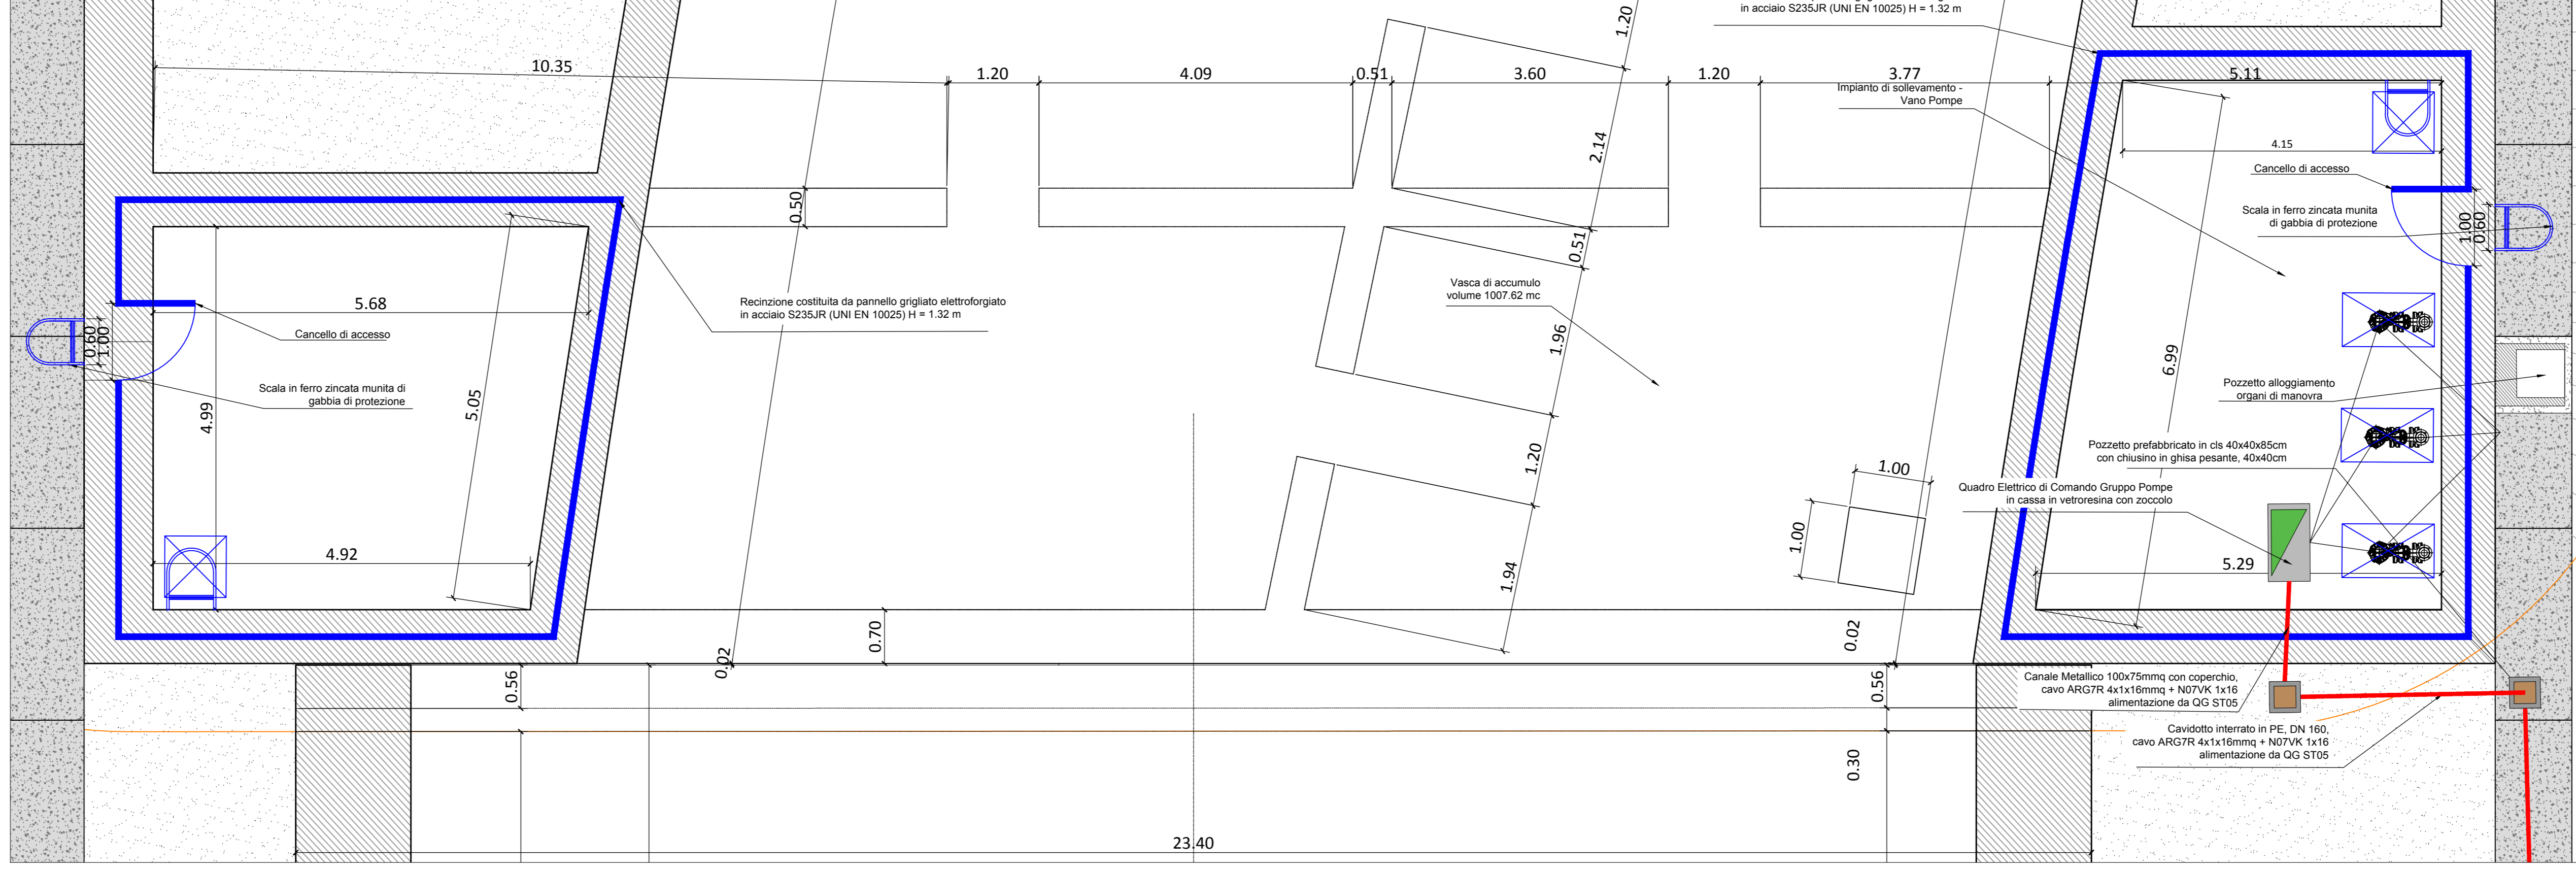 in acciaio S235JR (UNI EN 10025) H = 1.32 m
1.20
10.35
1.20
4.09
0.51
3.60
1.20
3.77
5.11
Impianto di sollevamento -
Vano Pompe
2.14
4.15
Cancello di accesso
0.50
Scala in ferro zincata munita
di gabbia di protezione
1.00
0.60
0.51
5.68
Recinzione costituita da pannello grigliato elettroforgiato
in acciaio S235JR (UNI EN 10025) H = 1.32 m
Vasca di accumulo
volume 1007.62 mc
Cancello di accesso
0.60
1.00
1.96
6.99
Scala in ferro zincata munita di
gabbia di protezione
4.99
5.05
Pozzetto alloggiamento
organi di manovra
Pozzetto prefabbricato in cls 40x40x85cm
con chiusino in ghisa pesante, 40x40cm
1.20
1.00
Quadro Elettrico di Comando Gruppo Pompe
in cassa in vetroresina con zoccolo
1.00
4.92
1.94
5.29
0.70
0.02
0.02
0.56
0.56
Canale Metallico 100x75mmq con coperchio,
cavo ARG7R 4x1x16mmq + N07VK 1x16
alimentazione da QG ST05
Cavidotto interrato in PE, DN 160,
cavo ARG7R 4x1x16mmq + N07VK 1x16
alimentazione da QG ST05
0.30
23.40